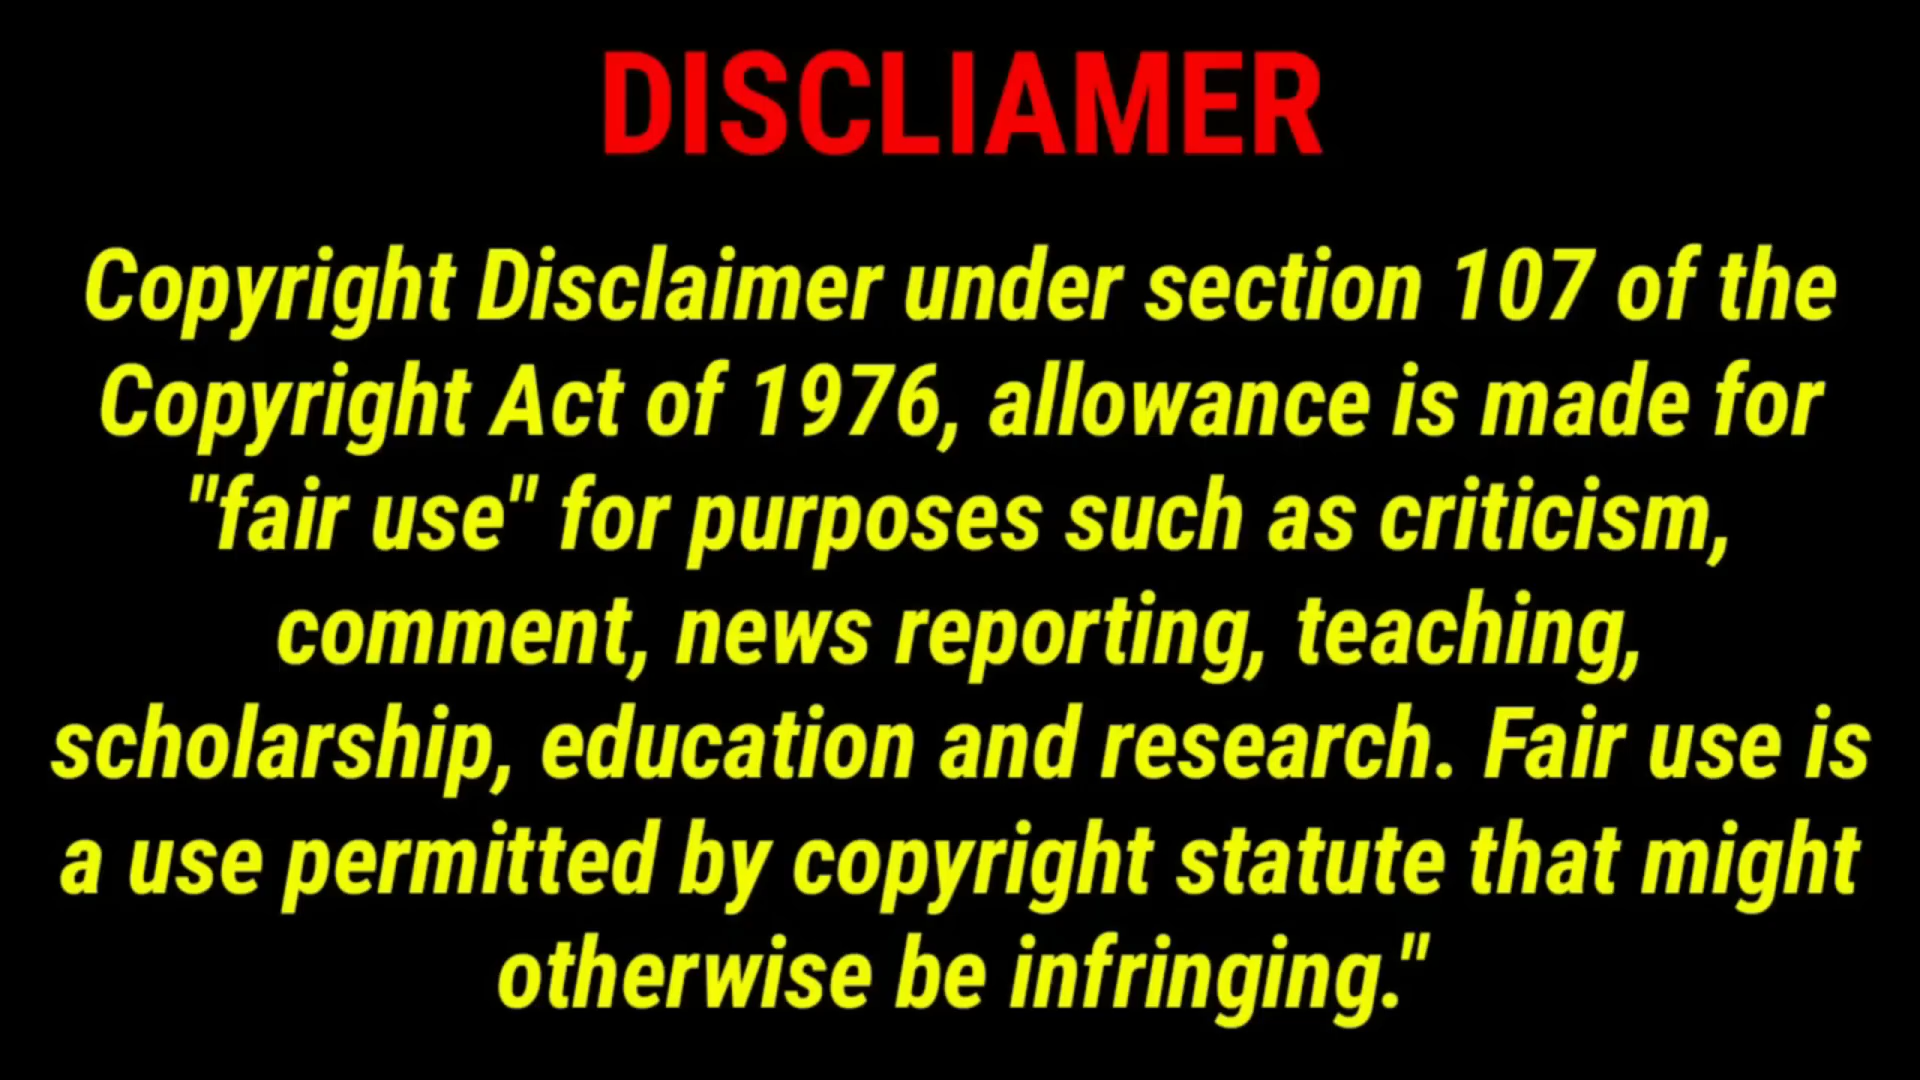 DISCLIAMER
Copyright Disclaimer under section 107 of the
Copyright Act of 1976, allowance is made for
"fair use" for purposes such as criticism,
comment, news reporting, teaching,
scholarship, education and research. Fair use is
a use permitted by copyright statute that might
otherwise be infringing."